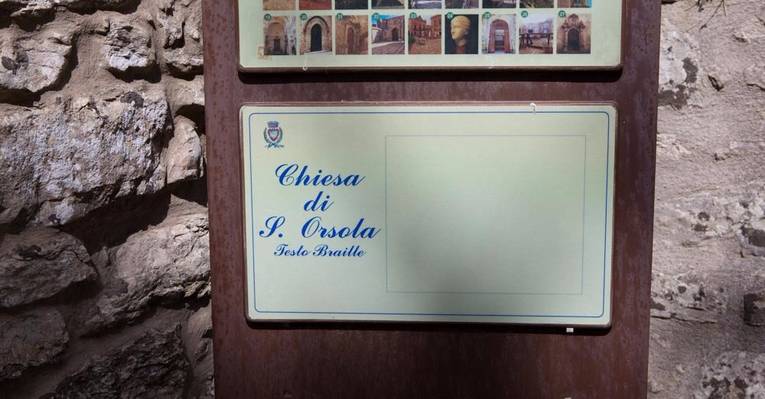 Chiesa
di
S. Orsola
Testo Braille